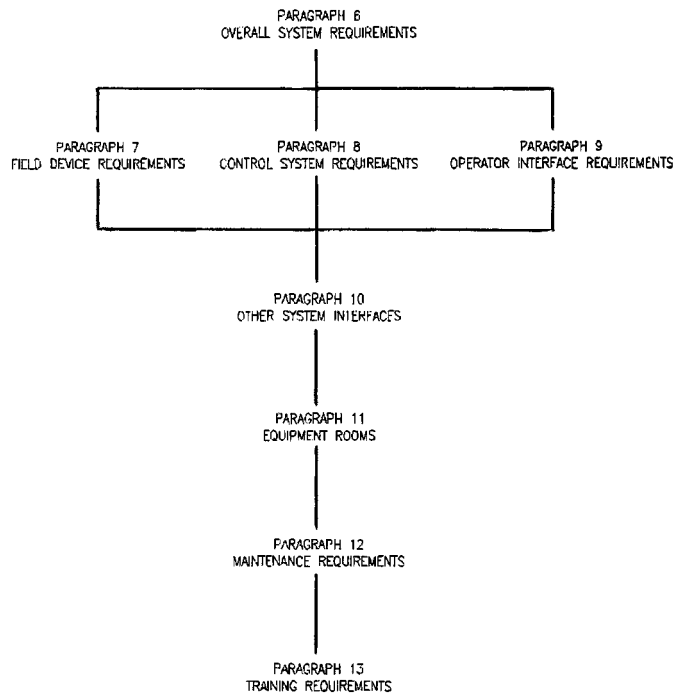 PARAGRAPH 6
OVERALL SYSTEM REQUIREMENTS
PARAGRAPH 7
FIELD DEVICE REQUIREMENTS
PARAGRAPH 8
CONTROL SYSTEM REQUIREMENTS
PARAGRAPH 9
OPERATOR INTERFACE REQUIREMENTS
PARAGRAPH 10
OTHER SYSTEM INTERFACES
PARAGRAPH 11
EQUIPMENT ROOMS
PARAGRAPH 12
MAINTENANCE REQUIREMENTS
PARAGRAPH 13
TRAINING REQUIREMENTS